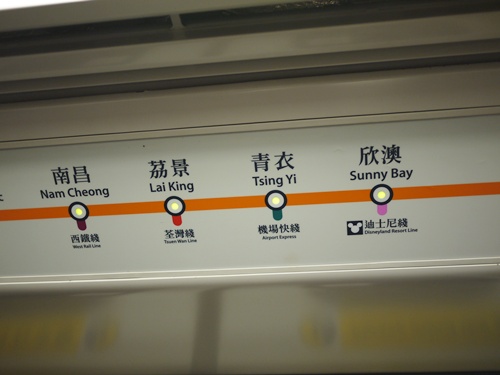 南昌
Nam Cheong
西鐵綫
West Rail Line
荔景
Lai King
荃灣綫
Tsuen Wan Line
青衣
Tsing Yi
機場快綫
Airport Express
欣澳
Sunny Bay
迪士尼綫
Disneyland Resort Line